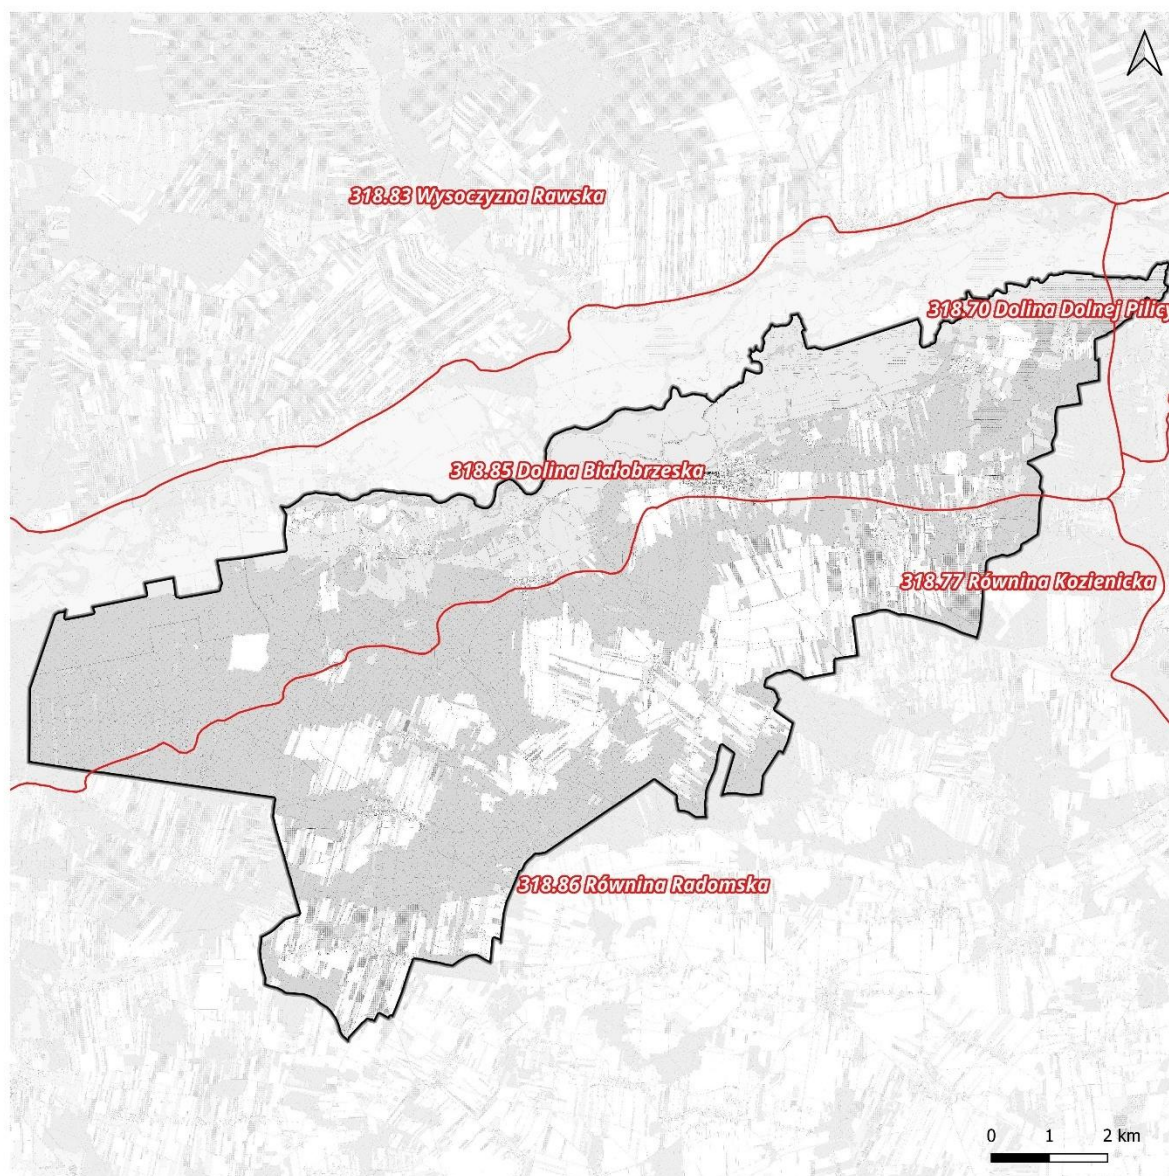 318.83 Wysoczyzna Rawska
318.70 Dolina Dolnej Pilicy
318.85 Dolina Białobrzeska
318.77 Równina Kozienicka
318.86 Równina Radomska
0 1 2 km